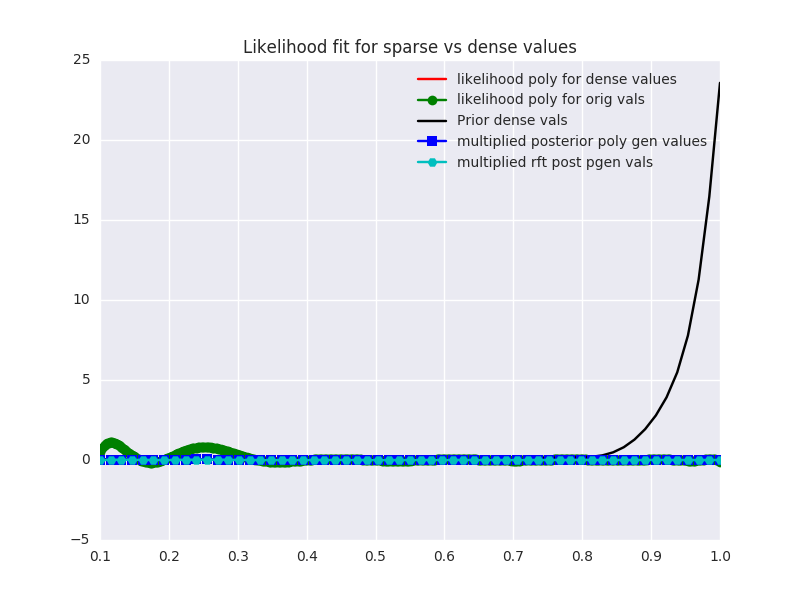 Likelihood fit for sparse vs dense values
25
20
15
10
5
0
−5
likelihood poly for dense values
likelihood poly for orig vals
Prior dense vals
multiplied posterior poly gen values
multiplied rft post pgen vals
0.1 0.2 0.3 0.4 0.5 0.6 0.7 0.8 0.9 1.0